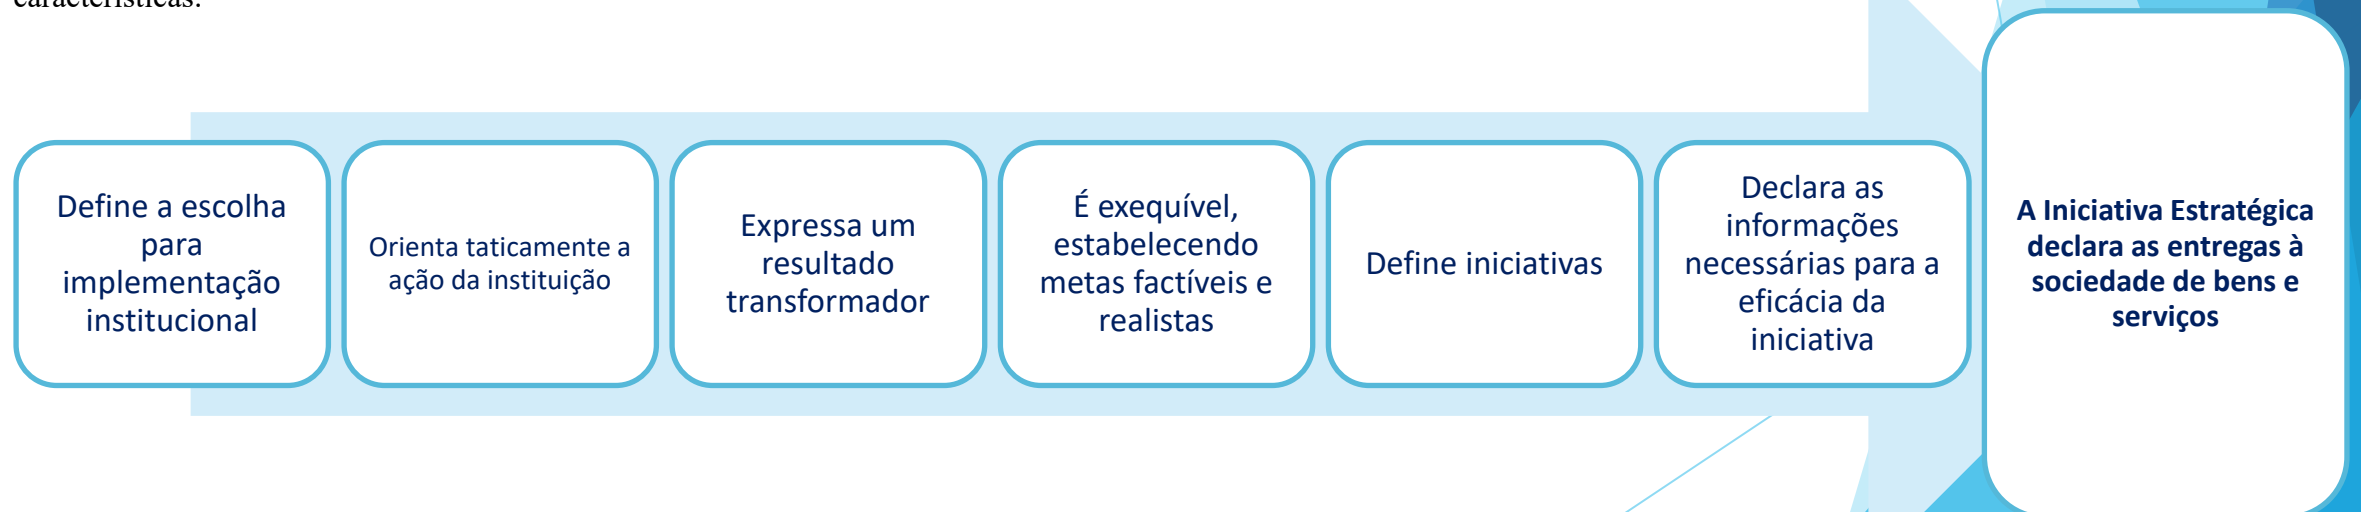 características:
Define a escolha
para
implementação
institucional
Orienta taticamente a
ação da instituição
Expressa um
resultado
transformador
É exequível,
estabelecendo
metas factíveis e
realistas
Define iniciativas
Declara as
informações
necessárias para a
eficácia da
iniciativa
A Iniciativa Estratégica
declara as entregas à
sociedade de bens e
serviços